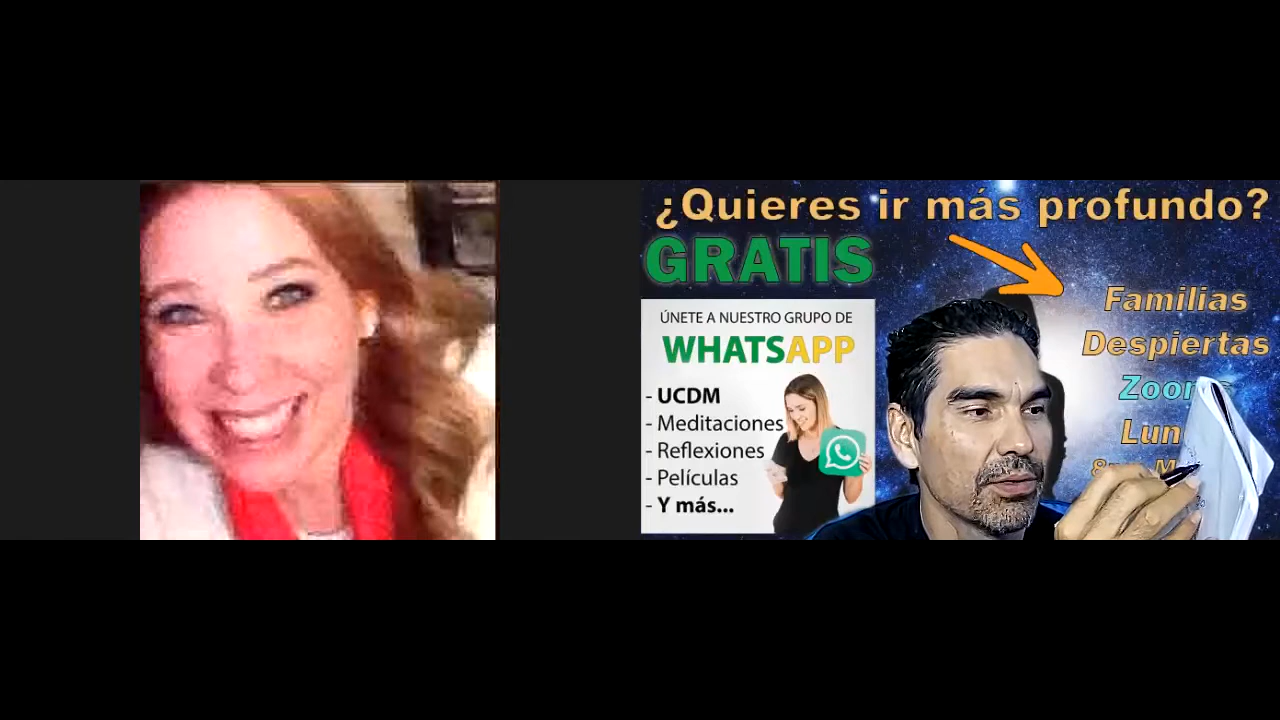 ¿Quieres ir más profundo?
GRATIS
ÚNETE A NUESTRO GRUPO DE
WHATSAPP
- UCDM
- Meditaciones
- Reflexiones
- Películas
- Y más...
Familias
Despiertas